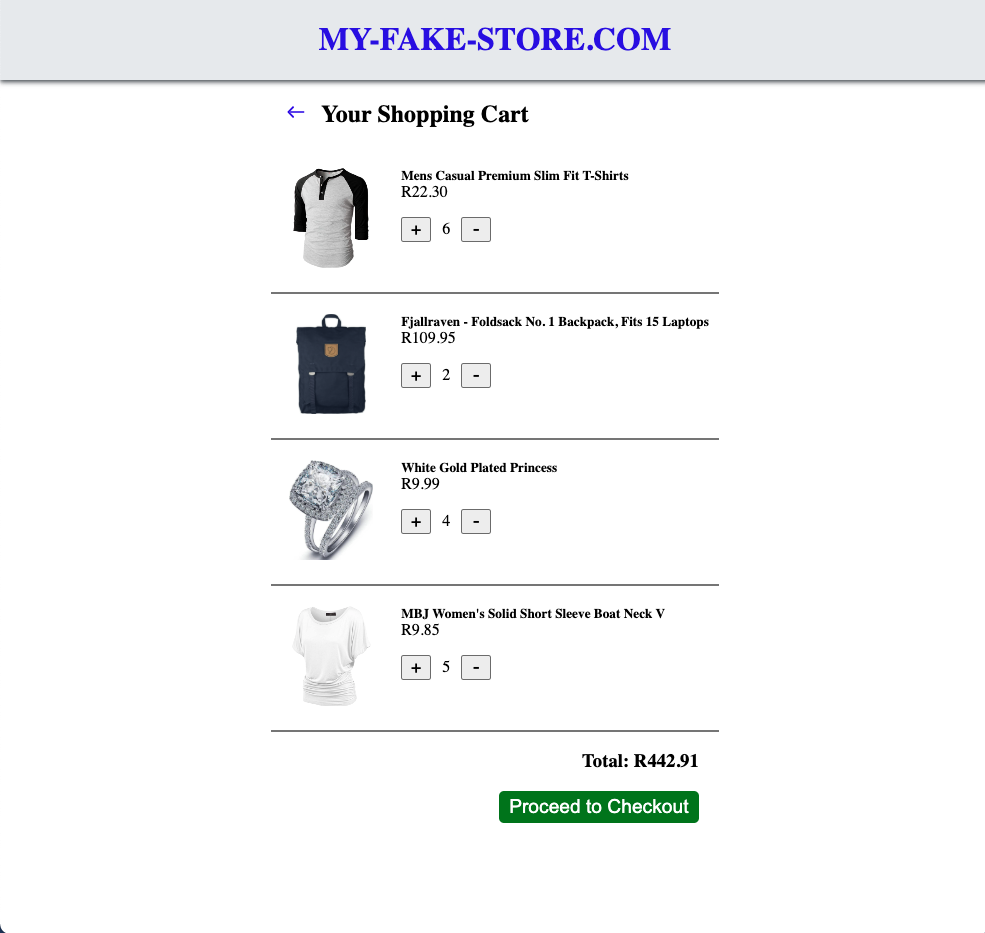 MY-FAKE-STORE.COM
← Your Shopping Cart
Mens Casual Premium Slim Fit T-Shirts
R22.30
+ 6 -
Fjallraven - Foldsack No. 1 Backpack, Fits 15 Laptops
R109.95
+ 2 -
White Gold Plated Princess
R9.99
+ 4 -
MBJ Women's Solid Short Sleeve Boat Neck V
R9.85
+ 5 -
Total: R442.91
Proceed to Checkout